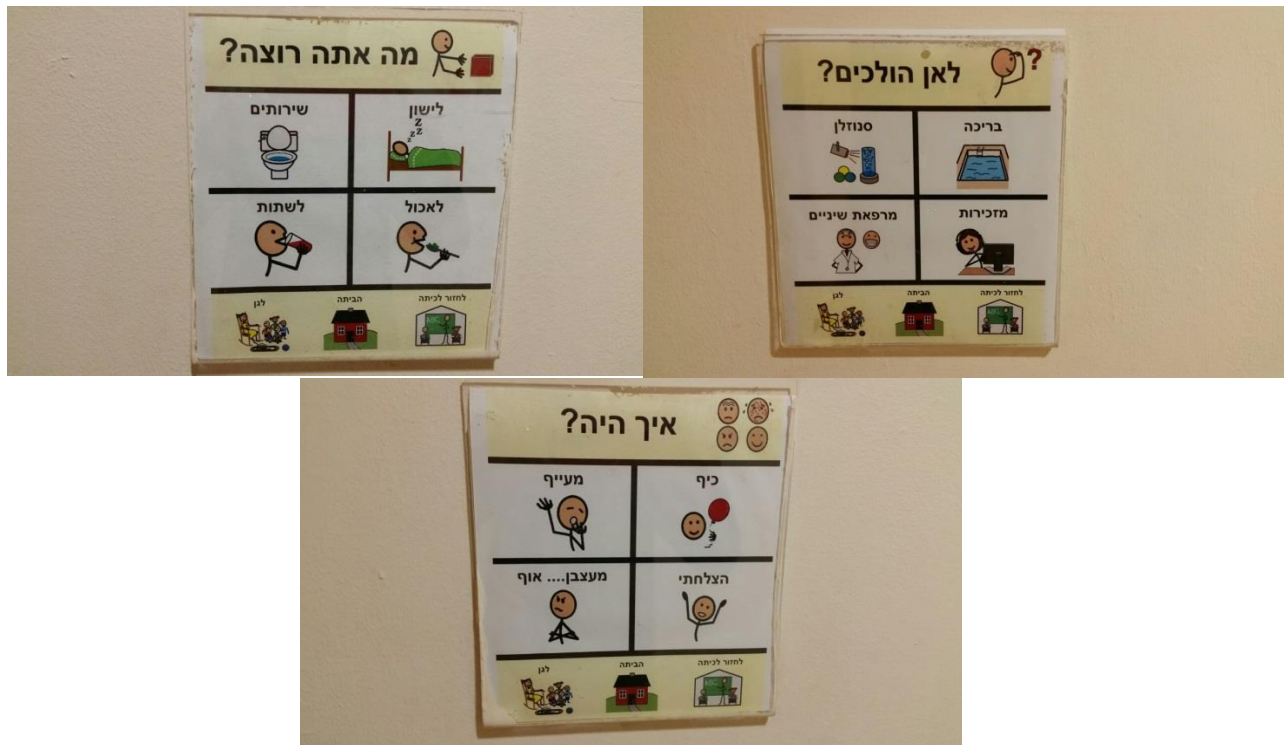 מה אתה רוצה?
לישון
שירותים
לאכול
לשתות
לחזור לכיתה
הביתה
לגן
לאן הולכים?
בריכה
סנוזלן
מזכירות
מרפאת שיניים
לחזור לכיתה
הביתה
לגן
איך היה?
כיף
מעייף
הצלחתי
מעצבן.... אוף
לחזור לכיתה
הביתה
לגן